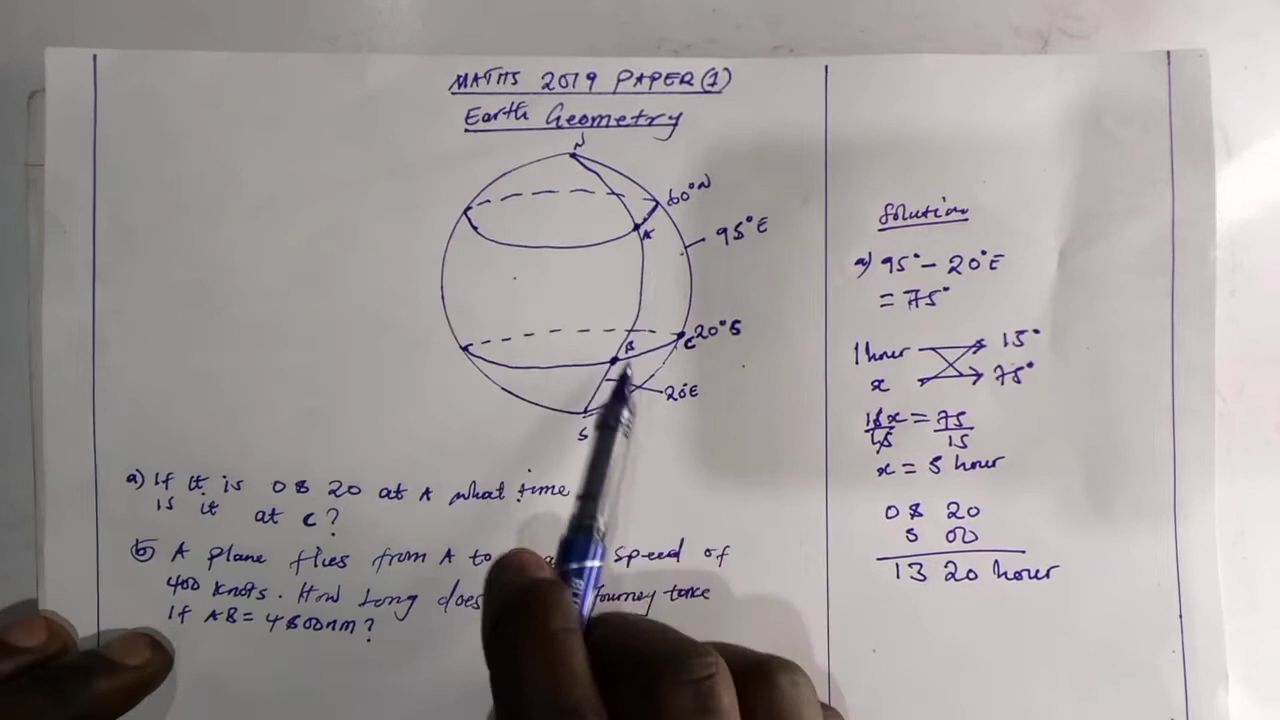 MATHS 2019 PAPER (1)
Earth Geometry
N
60°N
A
95°E
B
C 20°S
20°E
S
a) If it is 08 20 at A what time
is it at C?
b) A plane flies from A to speed of
400 knots. How long does Journey take
If AB = 4800nm?
Solution
a) 95° - 20°E
= 75°
1 hour 15°
x 75°
15x = 75
15 15
x = 5 hour
08 20
5 00
13 20 hour